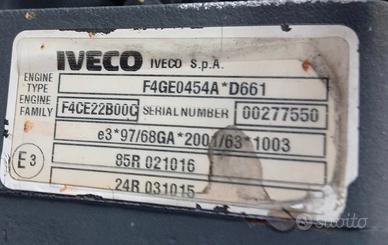 IVECO IVECO S.p.A.
ENGINE TYPE F4GE0454A*D661
ENGINE FAMILY F4CE22B00C SERIAL NUMBER 00277550
e3*97/68GA*2001/63*1003
E3 85R 021016
24R 031015
subito